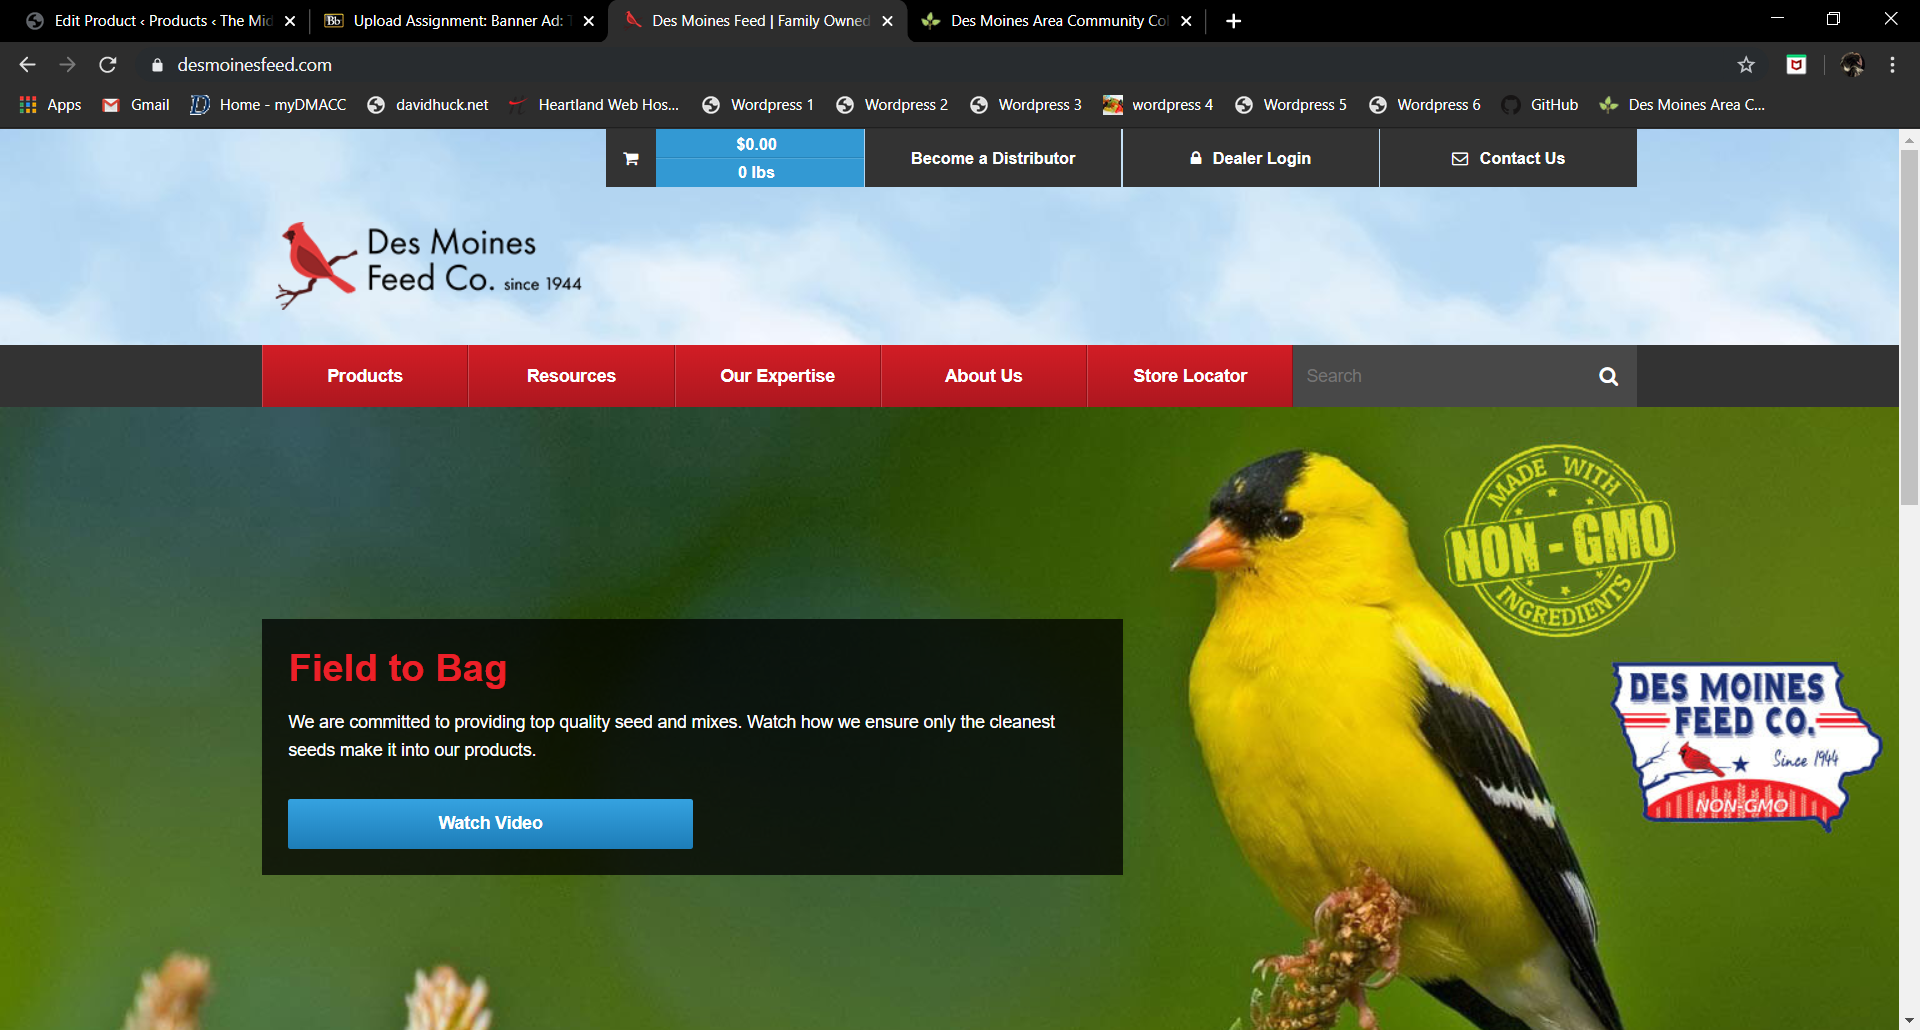 Edit Product ‹ Products ‹ The Mid
Upload Assignment: Banner Ad: T
Des Moines Feed | Family Owned
Des Moines Area Community Col
desmoinesfeed.com
Apps
Gmail
Home - myDMACC
davidhuck.net
Heartland Web Hos...
Wordpress 1
Wordpress 2
Wordpress 3
wordpress 4
Wordpress 5
Wordpress 6
GitHub
Des Moines Area C...
$0.00
0 lbs
Become a Distributor
Dealer Login
Contact Us
Des Moines
Feed Co. since 1944
Products
Resources
Our Expertise
About Us
Store Locator
Search
MADE WITH
NON - GMO
INGREDIENTS
Field to Bag
We are committed to providing top quality seed and mixes. Watch how we ensure only the cleanest
seeds make it into our products.
Watch Video
DES MOINES
FEED CO.
Since 1944
NON-GMO